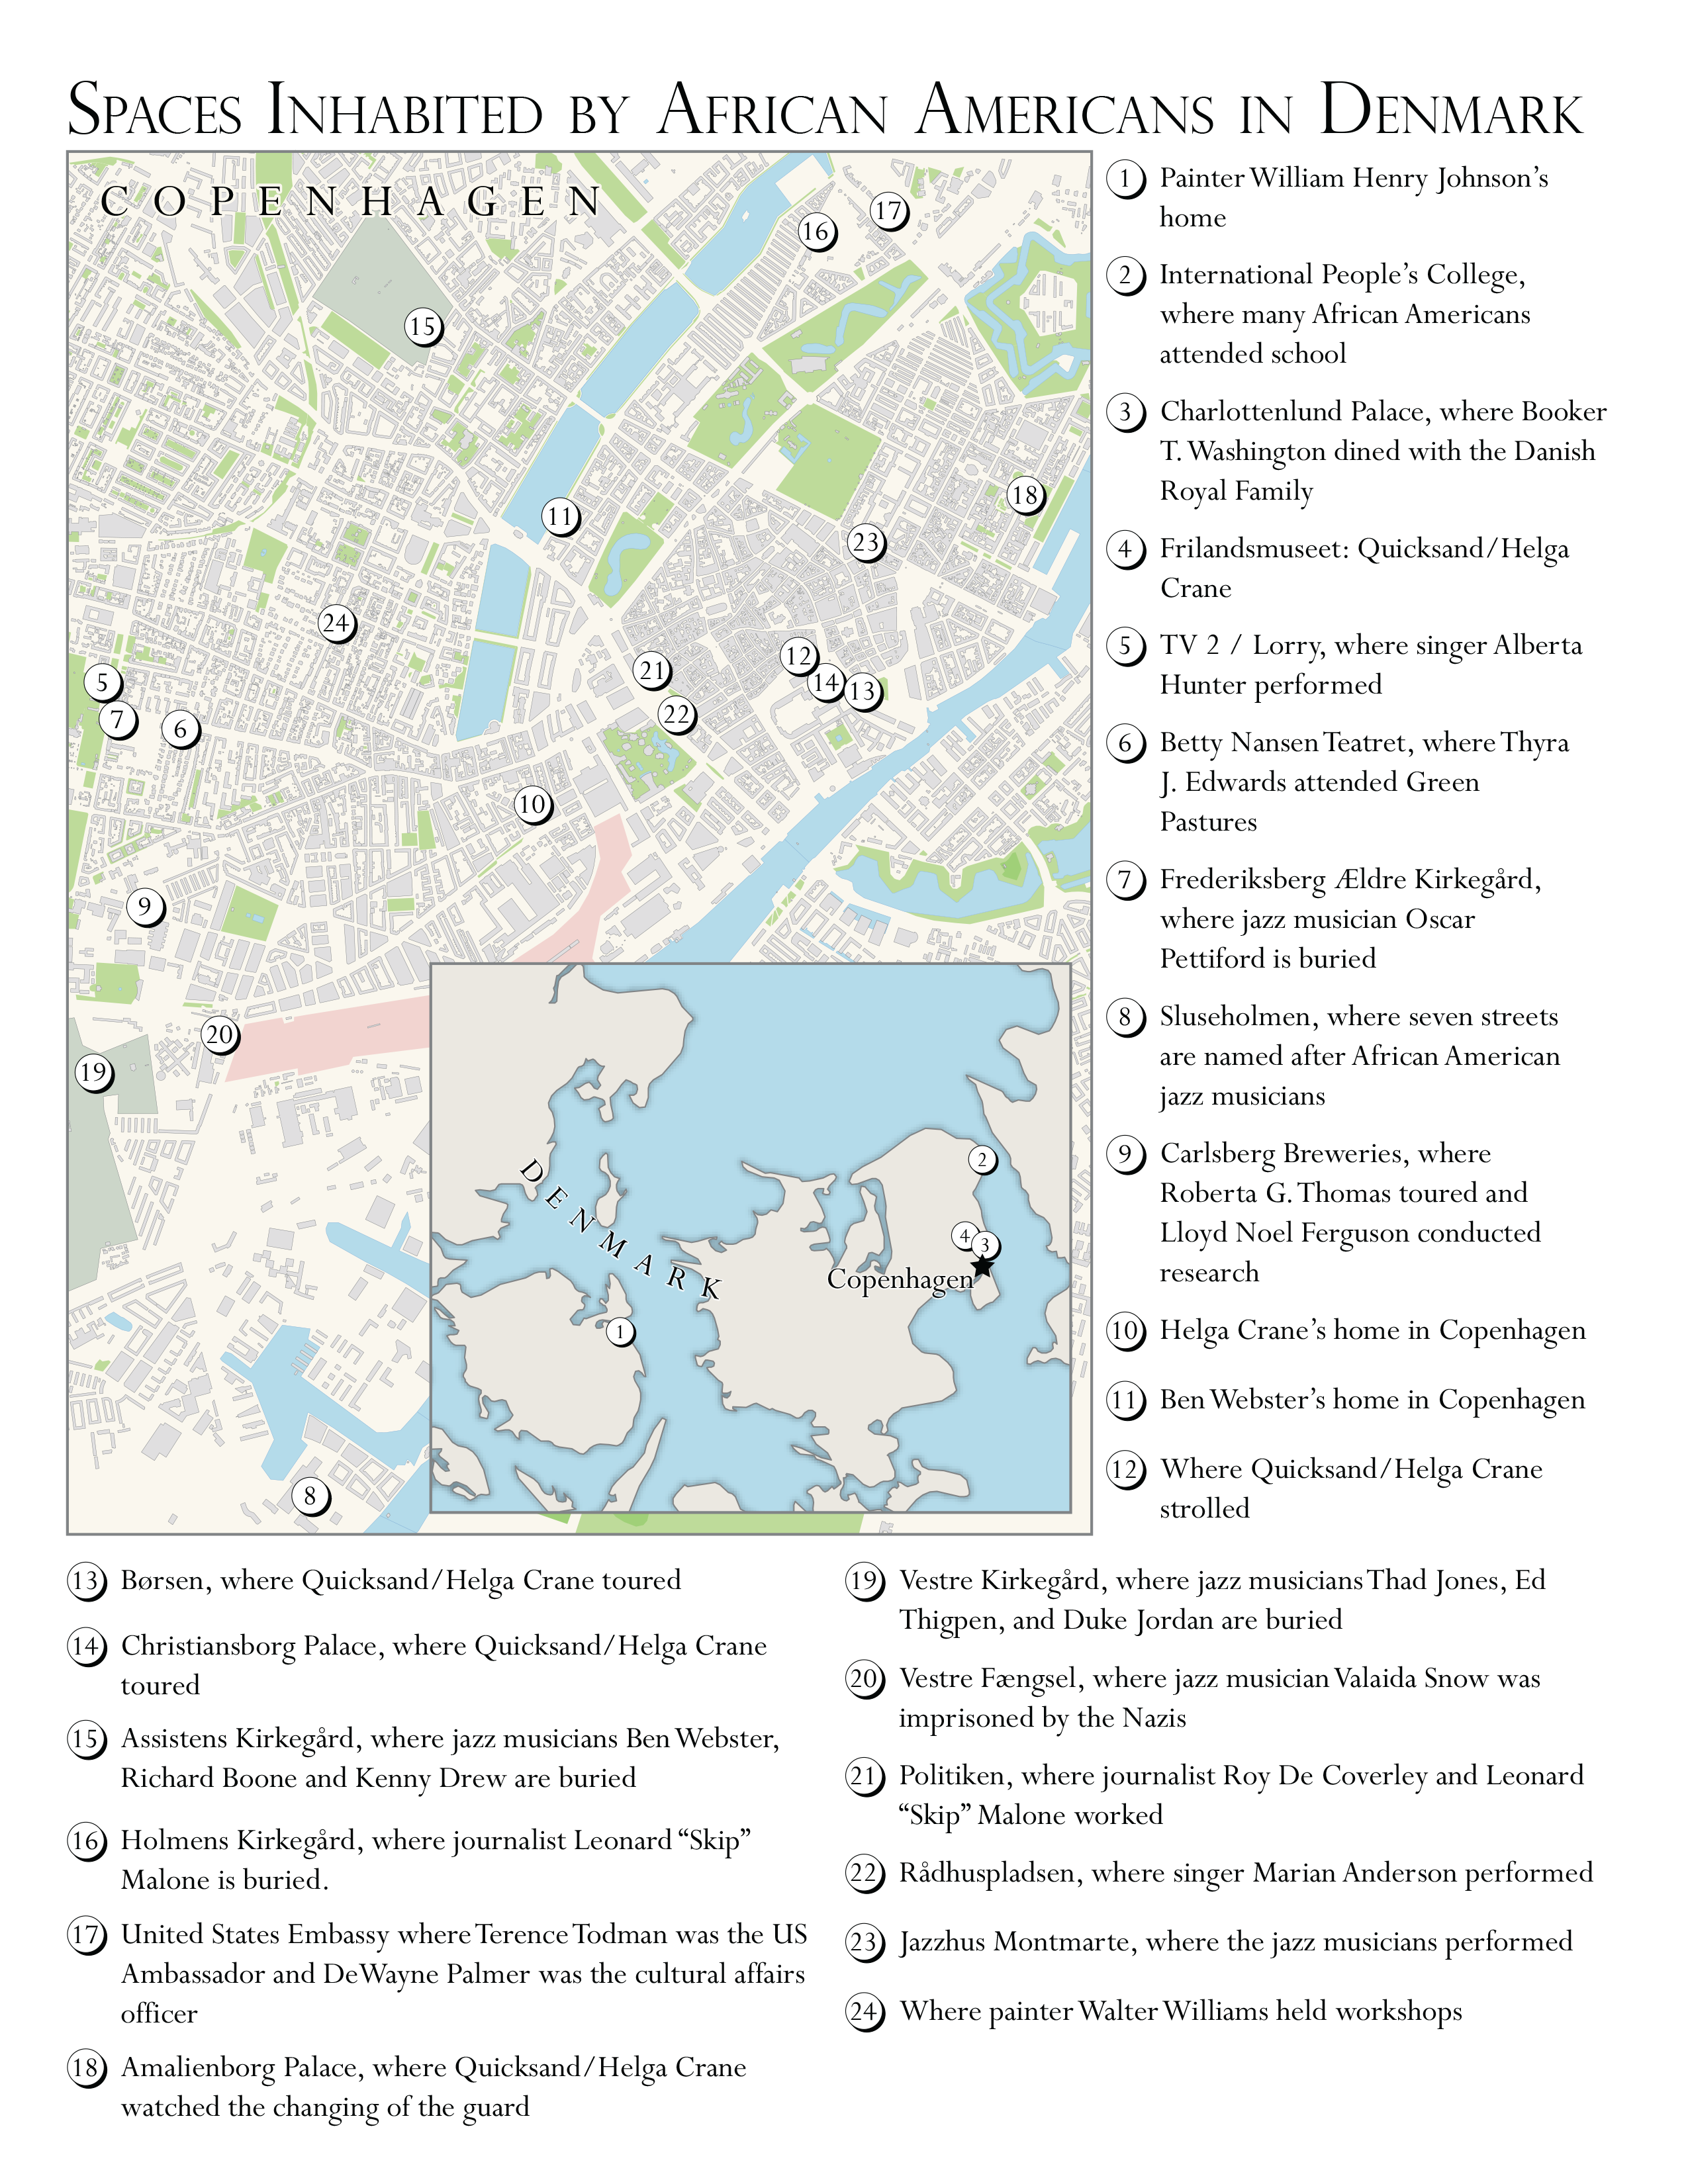 Spaces Inhabited by African Americans in Denmark
COPENHAGEN
16
17
15
18
11
23
24
12
21
14
5
13
7
22
6
10
9
20
19
8
DENMARK
2
4
3
Copenhagen
1
1 Painter William Henry Johnson’s
home
2 International People’s College,
where many African Americans
attended school
3 Charlottenlund Palace, where Booker
T. Washington dined with the Danish
Royal Family
4 Frilandsmuseet: Quicksand/Helga
Crane
5 TV 2 / Lorry, where singer Alberta
Hunter performed
6 Betty Nansen Teatret, where Thyra
J. Edwards attended Green
Pastures
7 Frederiksberg Ældre Kirkegård,
where jazz musician Oscar
Pettiford is buried
8 Sluseholmen, where seven streets
are named after African American
jazz musicians
9 Carlsberg Breweries, where
Roberta G. Thomas toured and
Lloyd Noel Ferguson conducted
research
10 Helga Crane’s home in Copenhagen
11 Ben Webster’s home in Copenhagen
12 Where Quicksand/Helga Crane
strolled
13 Børsen, where Quicksand/Helga Crane toured
14 Christiansborg Palace, where Quicksand/Helga Crane
toured
15 Assistens Kirkegård, where jazz musicians Ben Webster,
Richard Boone and Kenny Drew are buried
16 Holmens Kirkegård, where journalist Leonard “Skip”
Malone is buried.
17 United States Embassy where Terence Todman was the US
Ambassador and DeWayne Palmer was the cultural affairs
officer
18 Amalienborg Palace, where Quicksand/Helga Crane
watched the changing of the guard
19 Vestre Kirkegård, where jazz musicians Thad Jones, Ed
Thigpen, and Duke Jordan are buried
20 Vestre Fængsel, where jazz musician Valaida Snow was
imprisoned by the Nazis
21 Politiken, where journalist Roy De Coverley and Leonard
“Skip” Malone worked
22 Rådhuspladsen, where singer Marian Anderson performed
23 Jazzhus Montmarte, where the jazz musicians performed
24 Where painter Walter Williams held workshops